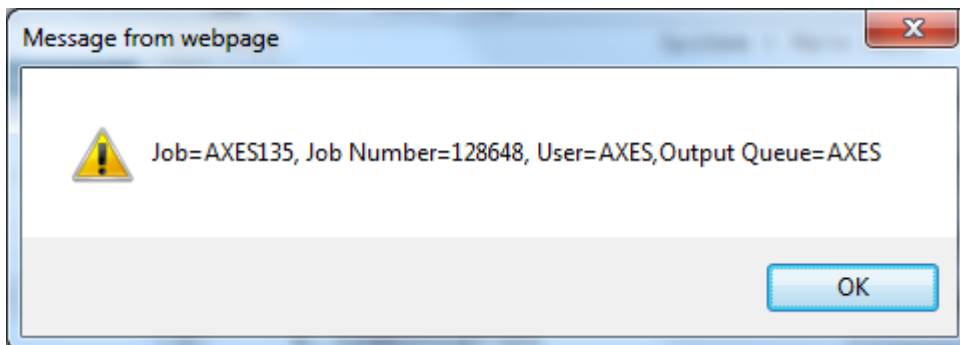 Message from webpage
Job=AXES135, Job Number=128648, User=AXES,Output Queue=AXES
OK